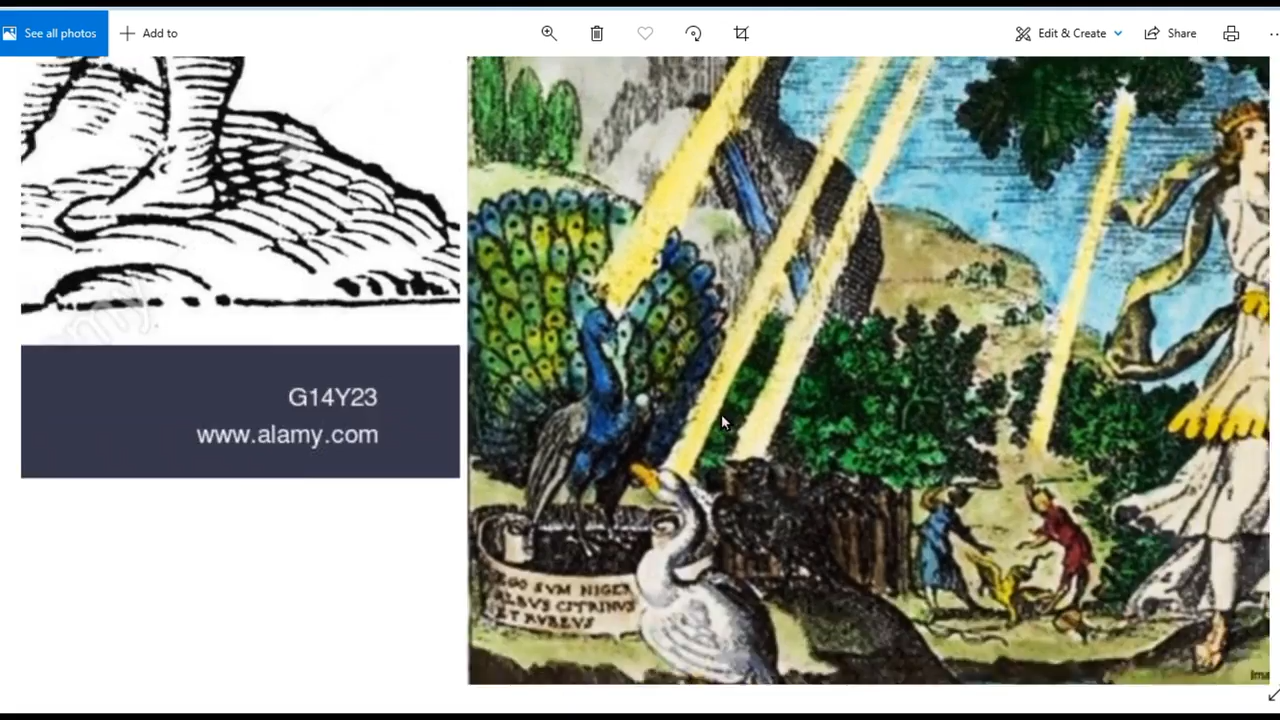 See all photos
Add to
Edit & Create
Share
G14Y23
www.alamy.com
EGO SVM NIGER
ALBVS CITRINVS
ET RVBEVS